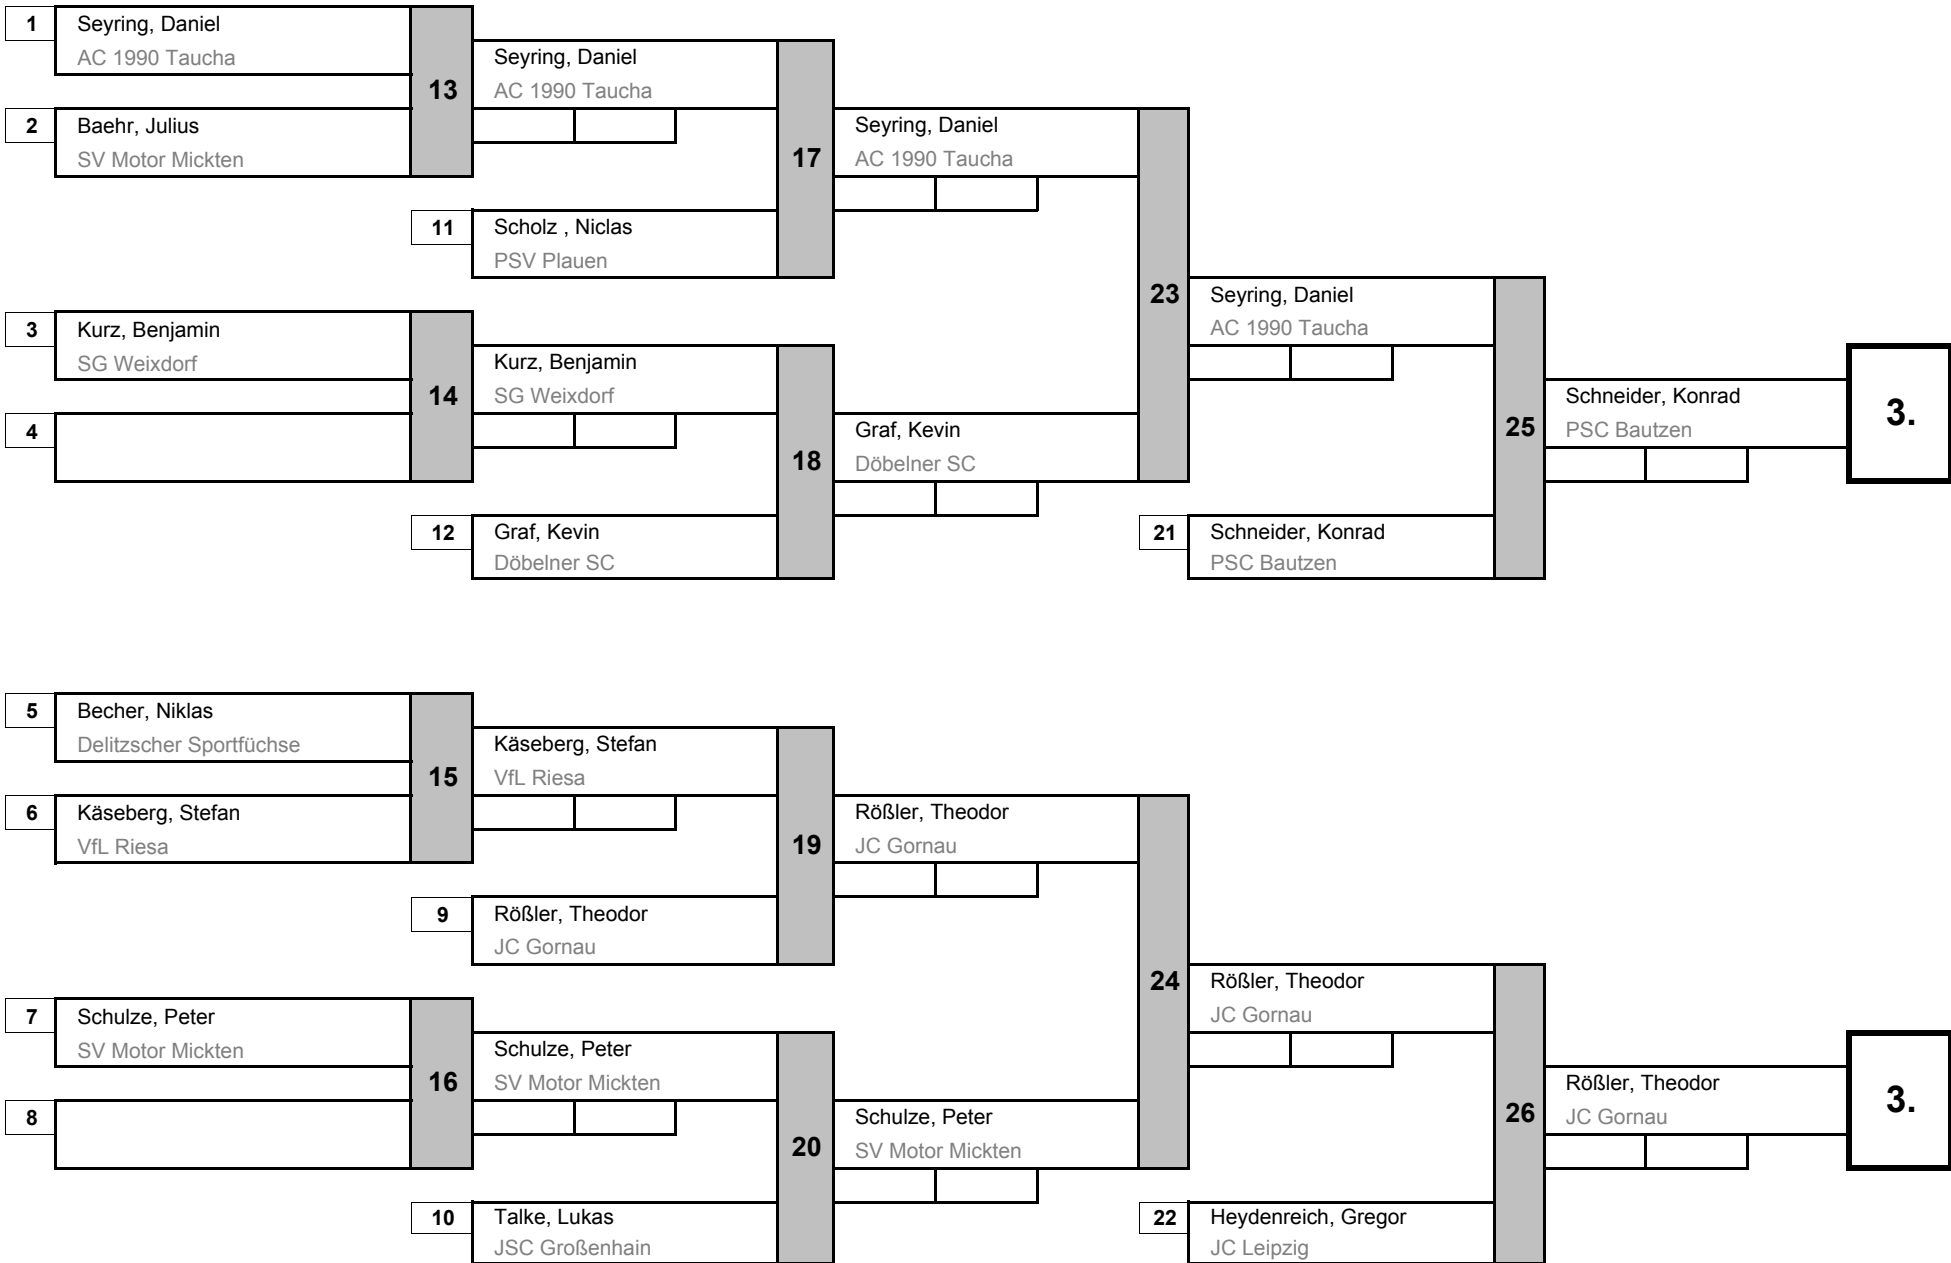 1
Seyring, Daniel
AC 1990 Taucha
13
Seyring, Daniel
AC 1990 Taucha
2
Baehr, Julius
SV Motor Mickten
17
Seyring, Daniel
AC 1990 Taucha
11
Scholz , Niclas
PSV Plauen
23
Seyring, Daniel
AC 1990 Taucha
3
Kurz, Benjamin
SG Weixdorf
14
Kurz, Benjamin
SG Weixdorf
4
18
Graf, Kevin
Döbelner SC
25
Schneider, Konrad
PSC Bautzen
3.
12
Graf, Kevin
Döbelner SC
21
Schneider, Konrad
PSC Bautzen
5
Becher, Niklas
Delitzscher Sportfüchse
15
Käseberg, Stefan
VfL Riesa
6
Käseberg, Stefan
VfL Riesa
19
Rößler, Theodor
JC Gornau
9
Rößler, Theodor
JC Gornau
24
Rößler, Theodor
JC Gornau
7
Schulze, Peter
SV Motor Mickten
16
Schulze, Peter
SV Motor Mickten
8
20
Schulze, Peter
SV Motor Mickten
26
Rößler, Theodor
JC Gornau
3.
10
Talke, Lukas
JSC Großenhain
22
Heydenreich, Gregor
JC Leipzig